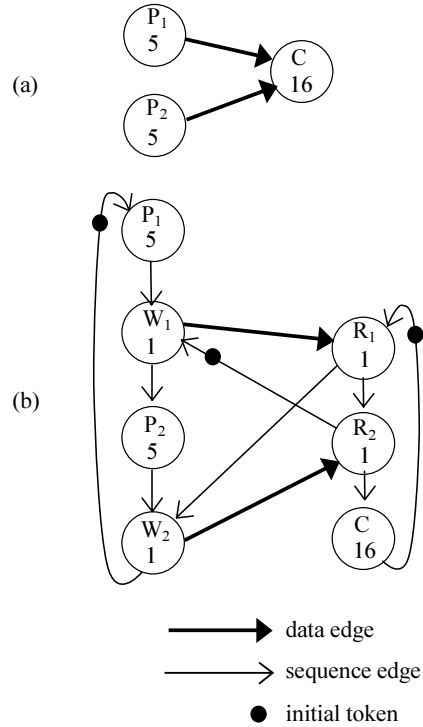 (a)
P1
5
P2
5
C
16
(b)
P1
5
W1
1
P2
5
W2
1
R1
1
R2
1
C
16
data edge
sequence edge
initial token